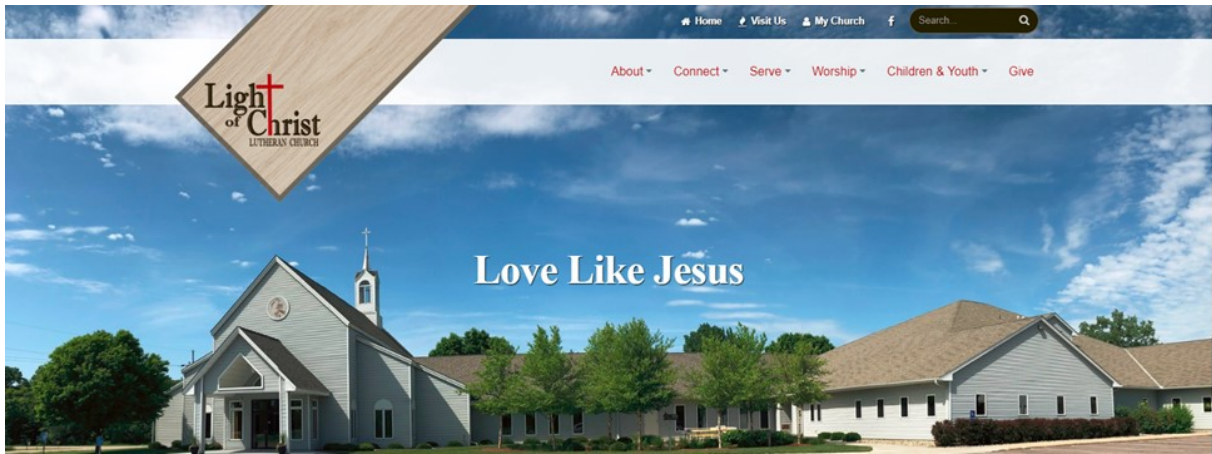 Home Visit Us My Church f Search...
About Connect Serve Worship Children & Youth Give
Light
of Christ
LUTHERAN CHURCH
Love Like Jesus